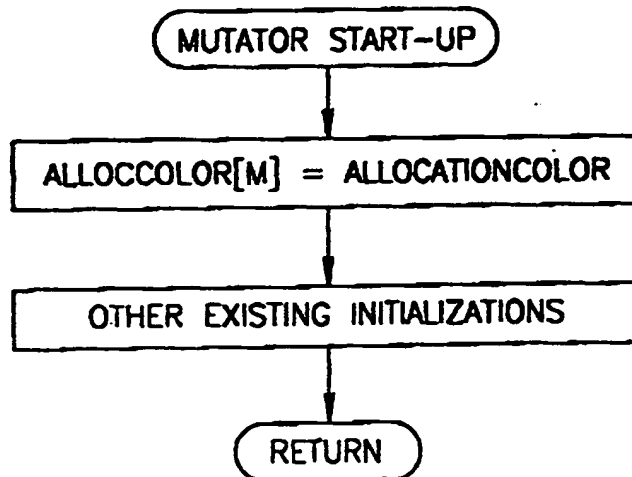 MUTATOR START-UP
ALLOCCOLOR[M] = ALLOCATIONCOLOR
OTHER EXISTING INITIALIZATIONS
RETURN